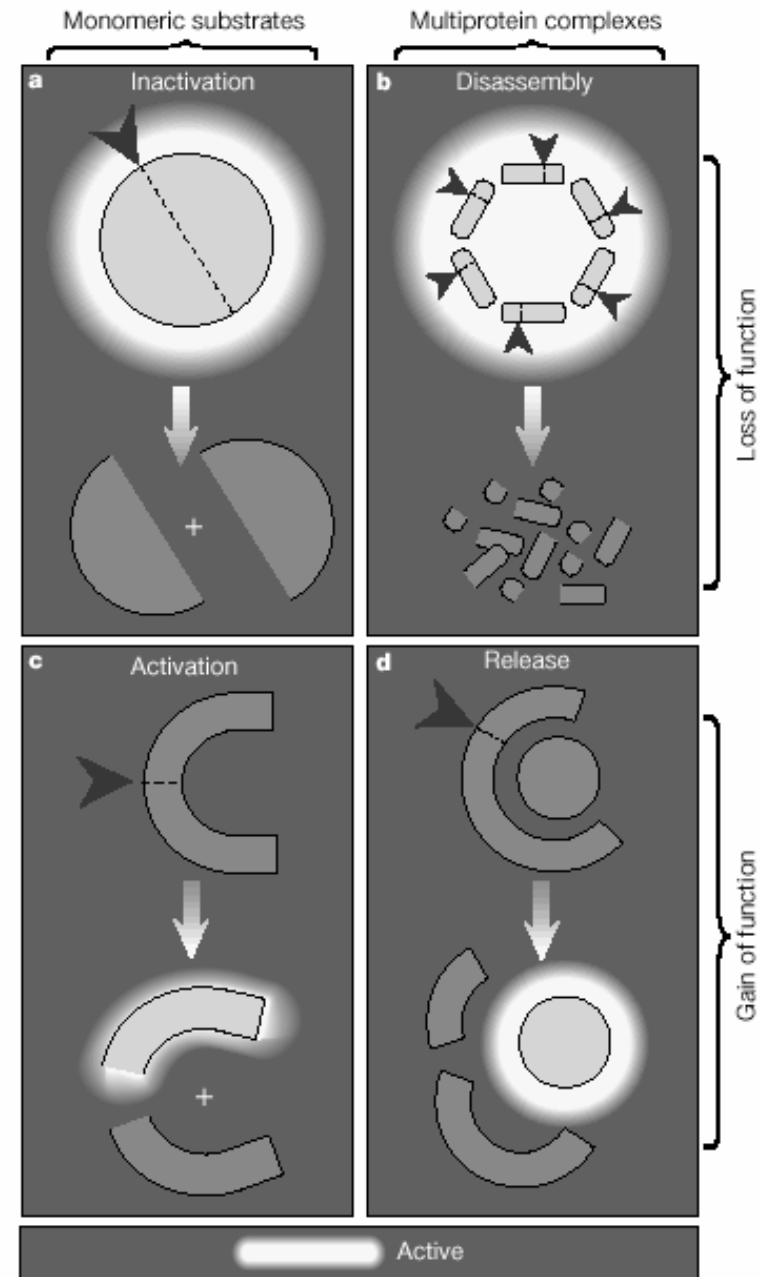 Monomeric substrates
Multiprotein complexes
a
Inactivation
b
Disassembly
Loss of function
+
c
Activation
d
Release
Gain of function
+
Active